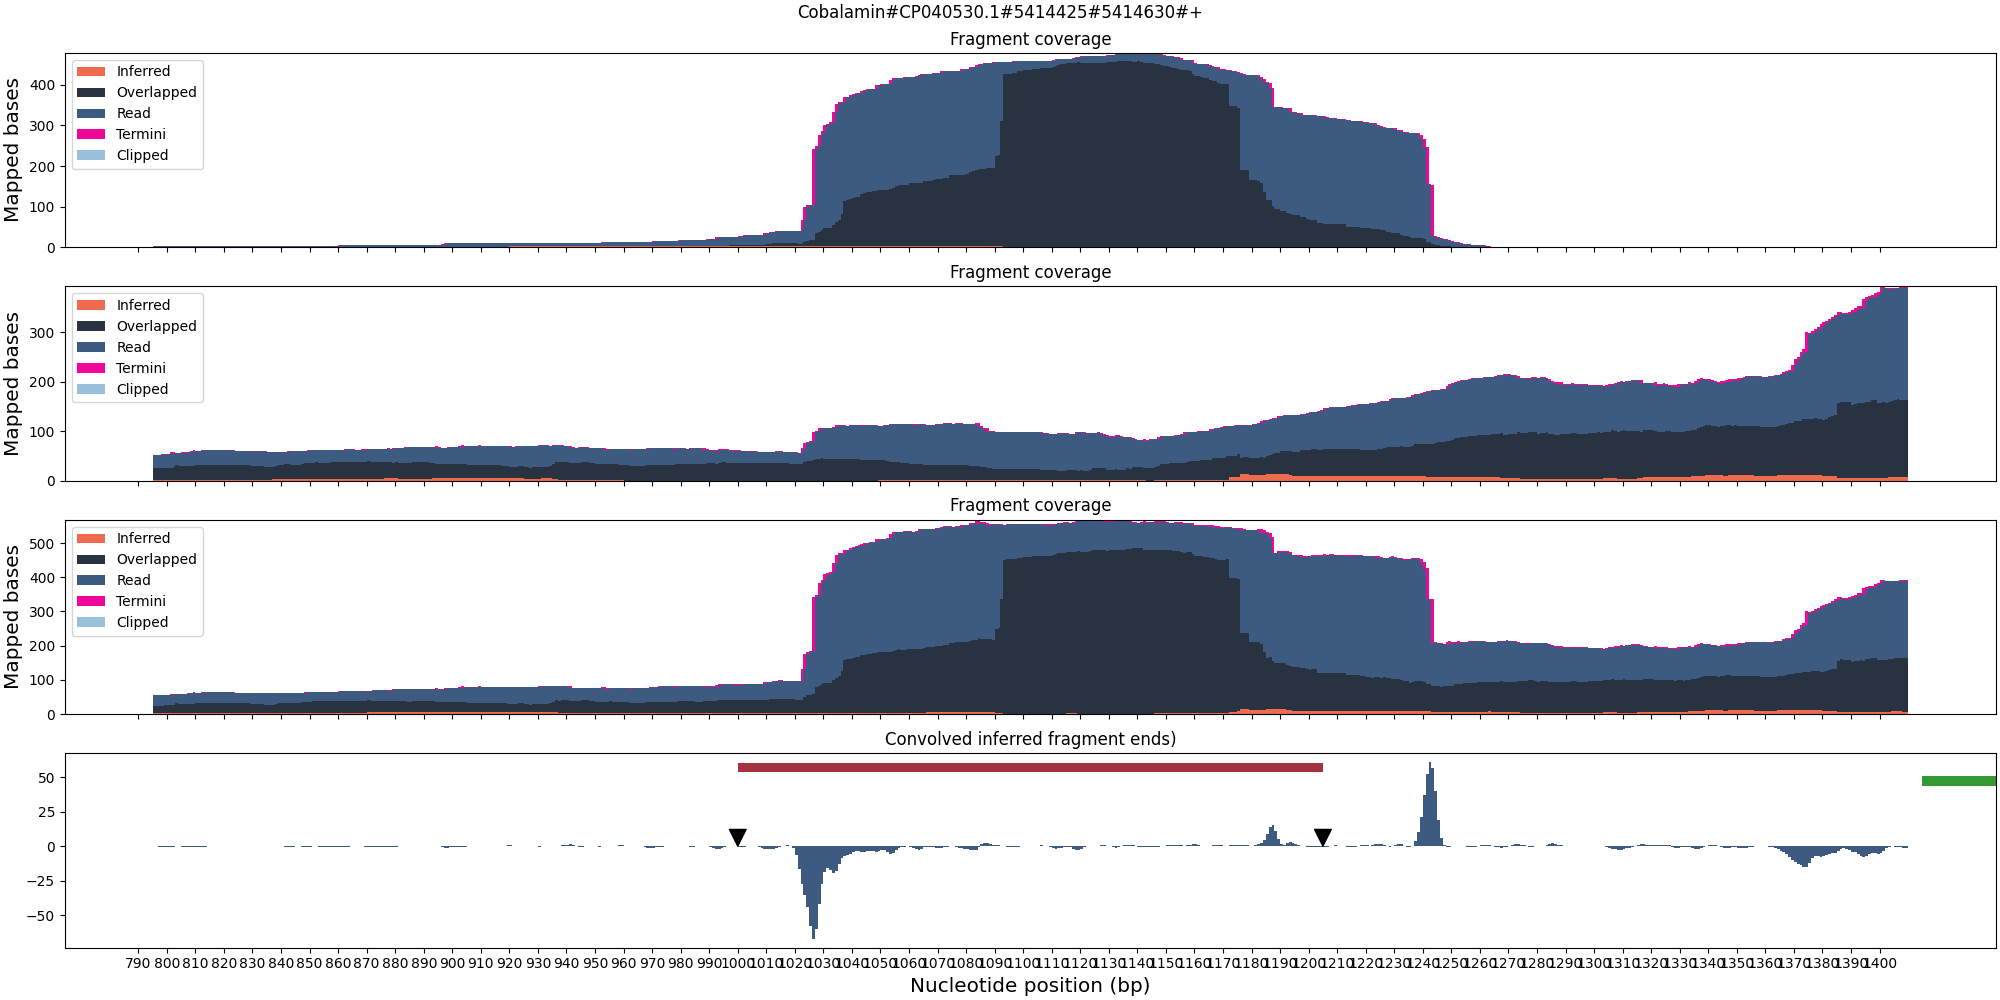 Cobalamin#CP040530.1#5414425#5414630#+
Fragment coverage
Mapped bases
400
300
200
100
0
Inferred
Overlapped
Read
Termini
Clipped
Fragment coverage
Mapped bases
300
200
100
0
Inferred
Overlapped
Read
Termini
Clipped
Fragment coverage
Mapped bases
500
400
300
200
100
0
Inferred
Overlapped
Read
Termini
Clipped
Convolved inferred fragment ends)
50
25
0
−25
−50
790 800 810 820 830 840 850 860 870 880 890 900 910 920 930 940 950 960 970 980 990 1000 1010 1020 1030 1040 1050 1060 1070 1080 1090 1100 1110 1120 1130 1140 1150 1160 1170 1180 1190 1200 1210 1220 1230 1240 1250 1260 1270 1280 1290 1300 1310 1320 1330 1340 1350 1360 1370 1380 1390 1400
Nucleotide position (bp)